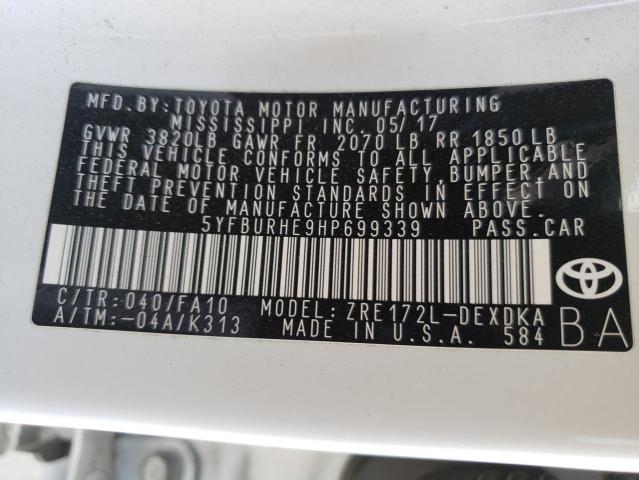 MFD. BY: TOYOTA MOTOR MANUFACTURING
MISSISSIPPI INC. 05/17
GVWR 3820LB GAWR FR. 2070 LB RR. 1850 LB
THIS VEHICLE CONFORMS TO ALL APPLICABLE
FEDERAL MOTOR VEHICLE SAFETY, BUMPER, AND
THEFT PREVENTION STANDARDS IN EFFECT ON
THE DATE OF MANUFACTURE SHOWN ABOVE.
5YFBURHE9HP699339 PASS. CAR
C/TR: 040/FA10 MODEL: ZRE172L-DEXDKA
A/TM: -04A/K313 MADE IN U.S.A. 584
BA